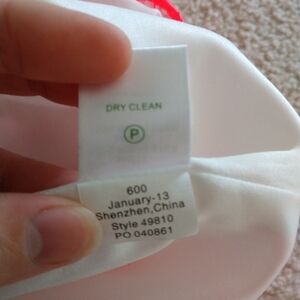 DRY CLEAN
P
600
January-13
Shenzhen,China
Style 49810
PO 040861